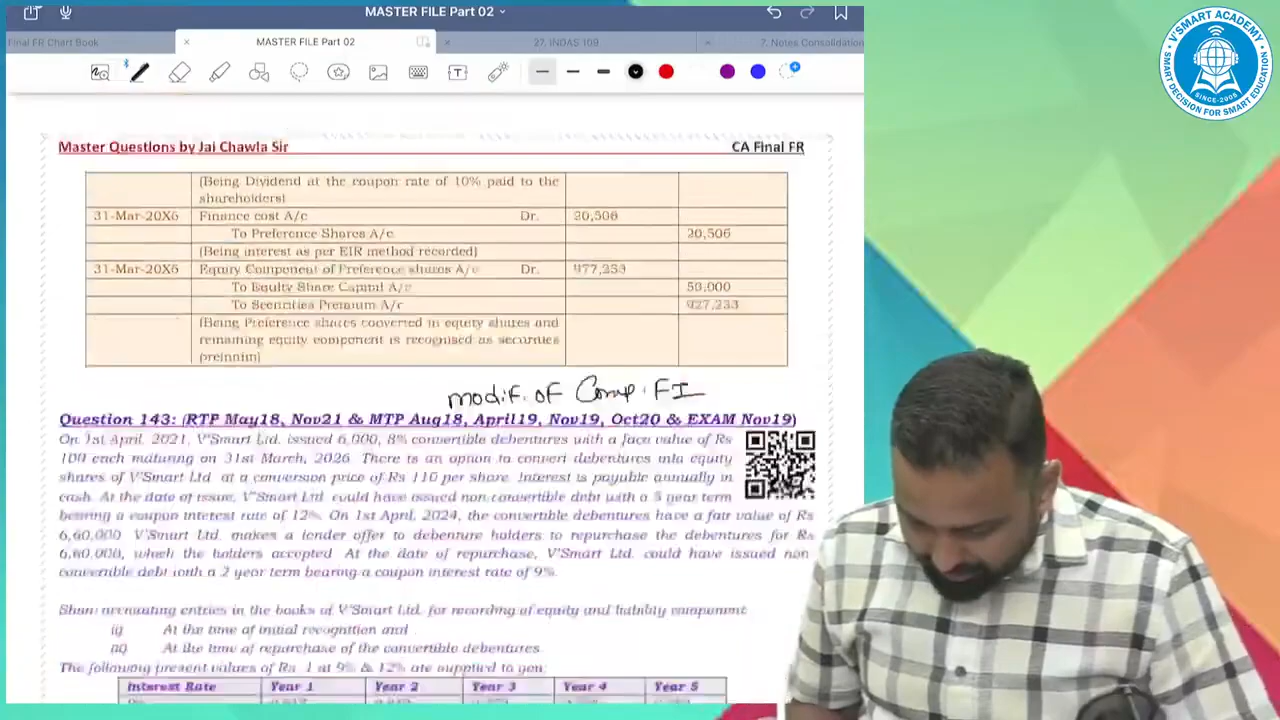 MASTER FILE Part 02
Final FR Chart Book
MASTER FILE Part 02
27. INDAS 109
7. Notes Consolidation
V'SMART ACADEMY
SMART DECISION FOR SMART EDUCATION
SINCE-2008
Master Questions by Jai Chawla Sir
CA Final FR
(Being Dividend at the coupon rate of 10% paid to the
shareholders)
31-Mar-20X6 Finance cost A/c Dr. 20,506
To Preference Shares A/c 20,506
(Being interest as per EIR method recorded)
31-Mar-20X6 Equity Component of Preference shares A/c Dr. 977,233
To Equity Share Capital A/c 50,000
To Securities Premium A/c 927,233
(Being Preference shares converted in equity shares and
remaining equity component is recognised as securities
premium)
modif. of Comp. FI
Question 143: (RTP May18, Nov21 & MTP Aug18, April19, Nov19, Oct20 & EXAM Nov19)
On 1st April, 2021, V'Smart Ltd. issued 6,000, 8% convertible debentures with a face value of Rs
100 each maturing on 31st March, 2026. There is an option to convert debentures into equity
shares of V'Smart Ltd at a conversion price of Rs 110 per share. Interest is payable annually in
cash. At the date of issue, V'Smart Ltd could have issued non convertible debt with a 5 year term
bearing a coupon interest rate of 12%. On 1st April, 2024, the convertible debentures have a fair value of Rs
6,60,000 V'Smart Ltd. makes a tender offer to debenture holders to repurchase the debentures for Rs
6,60,000, which the holders accepted. At the date of repurchase, V'Smart Ltd. could have issued non
convertible debt with a 2 year term bearing a coupon interest rate of 9%.
Show accounting entries in the books of V'Smart Ltd. for recording of equity and liability component
(i) At the time of initial recognition and
(ii) At the time of repurchase of the convertible debentures
The following present values of Rs. 1 at 9% & 12% are supplied to you
Interest Rate Year 1 Year 2 Year 3 Year 4 Year 5